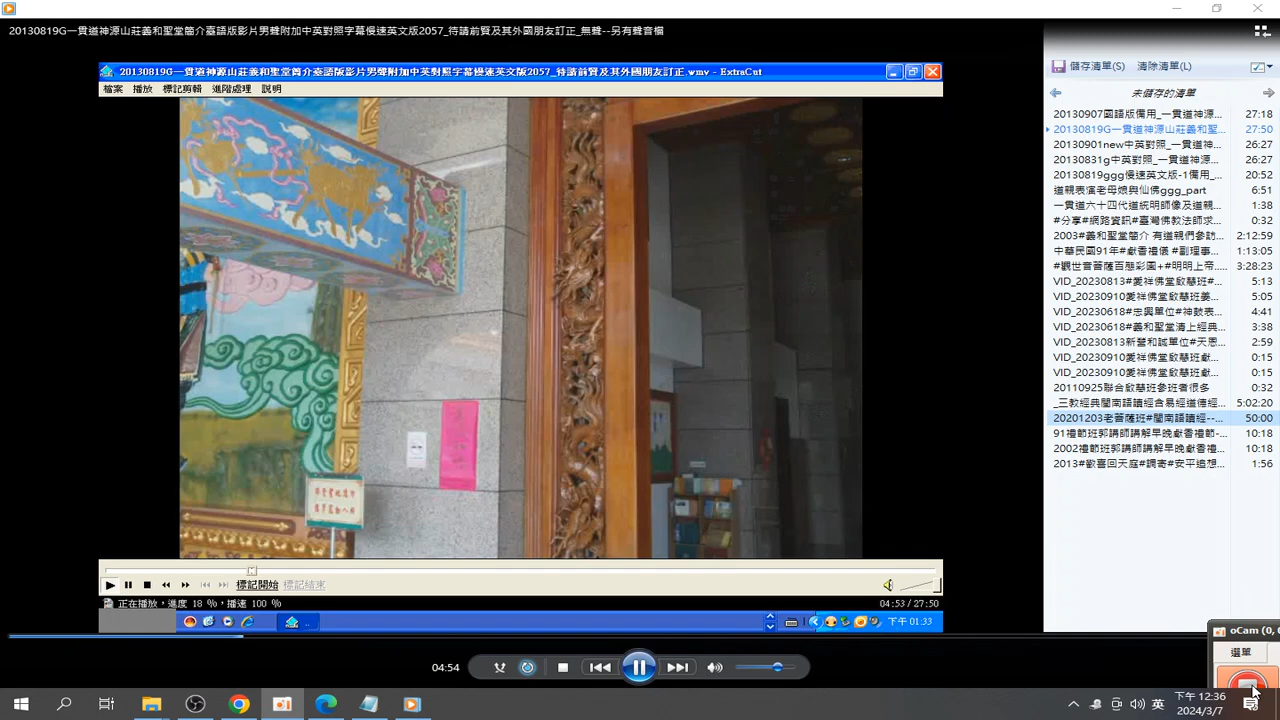 20130819G一貫道神源山莊義和聖堂簡介臺語版影片男聲附加中英對照字幕慢速英文版2057_待請前賢及其外國朋友訂正_無聲--另有聲音檔
20130819G一貫道神源山莊義和聖堂簡介臺語版影片男聲附加中英對照字幕慢速英文版2057_待請前賢及其外國朋友訂正.wmv - ExtraCut
檔案 播放 標記剪輯 進階處理 說明
標記開始 標記結束
正在播放，進度 18 %，播速 100 %
04:53 / 27:50
下午 01:33
04:54
儲存清單(S) 清除清單(L)
未儲存的清單
20130907國語版備用_一貫道神源... 27:18
20130819G一貫道神源山莊義和聖... 27:50
20130901new中英對照_一貫道神... 26:27
20130831g中英對照_一貫道神源... 26:27
20130819ggg慢速英文版-1備用_... 20:52
道親表演老母娘與仙佛ggg_part 6:51
一貫道六十四代道統明師像及道親... 1:38
#分享#網路資訊#臺灣佛教法師求... 0:32
2003#義和聖堂簡介 有道親們參訪... 2:12:59
中華民國91年#獻香禮儀 #副理事... 1:13:05
#觀世音菩薩百態彩圖+#明明上帝.... 3:28:23
VID_20230813#愛祥佛堂啟慧班#... 5:13
VID_20230910愛祥佛堂啟慧班姜... 5:05
VID_20230618#忠興單位#神鼓表... 4:41
VID_20230618#義和聖堂清上經典... 3:38
VID_20230813新營和誠單位#天恩... 2:59
VID_20230910愛祥佛堂啟慧班獻... 0:15
VID_20230910愛祥佛堂啟慧班獻... 0:15
20110925聯合啟慧班參班者很多 0:32
_三教經典閩南語讀經含易經道德經... 5:02:20
20201203老菩薩班#閩南語讀經--... 50:00
91禮節班郭講師講解早晚獻香禮節-... 10:18
2002禮節班郭講師講解早晚獻香禮... 10:18
2013#歡喜回天庭#調寄#安平追想... 1:56
oCam (0, 
選單
英
下午 12:36
2024/3/7